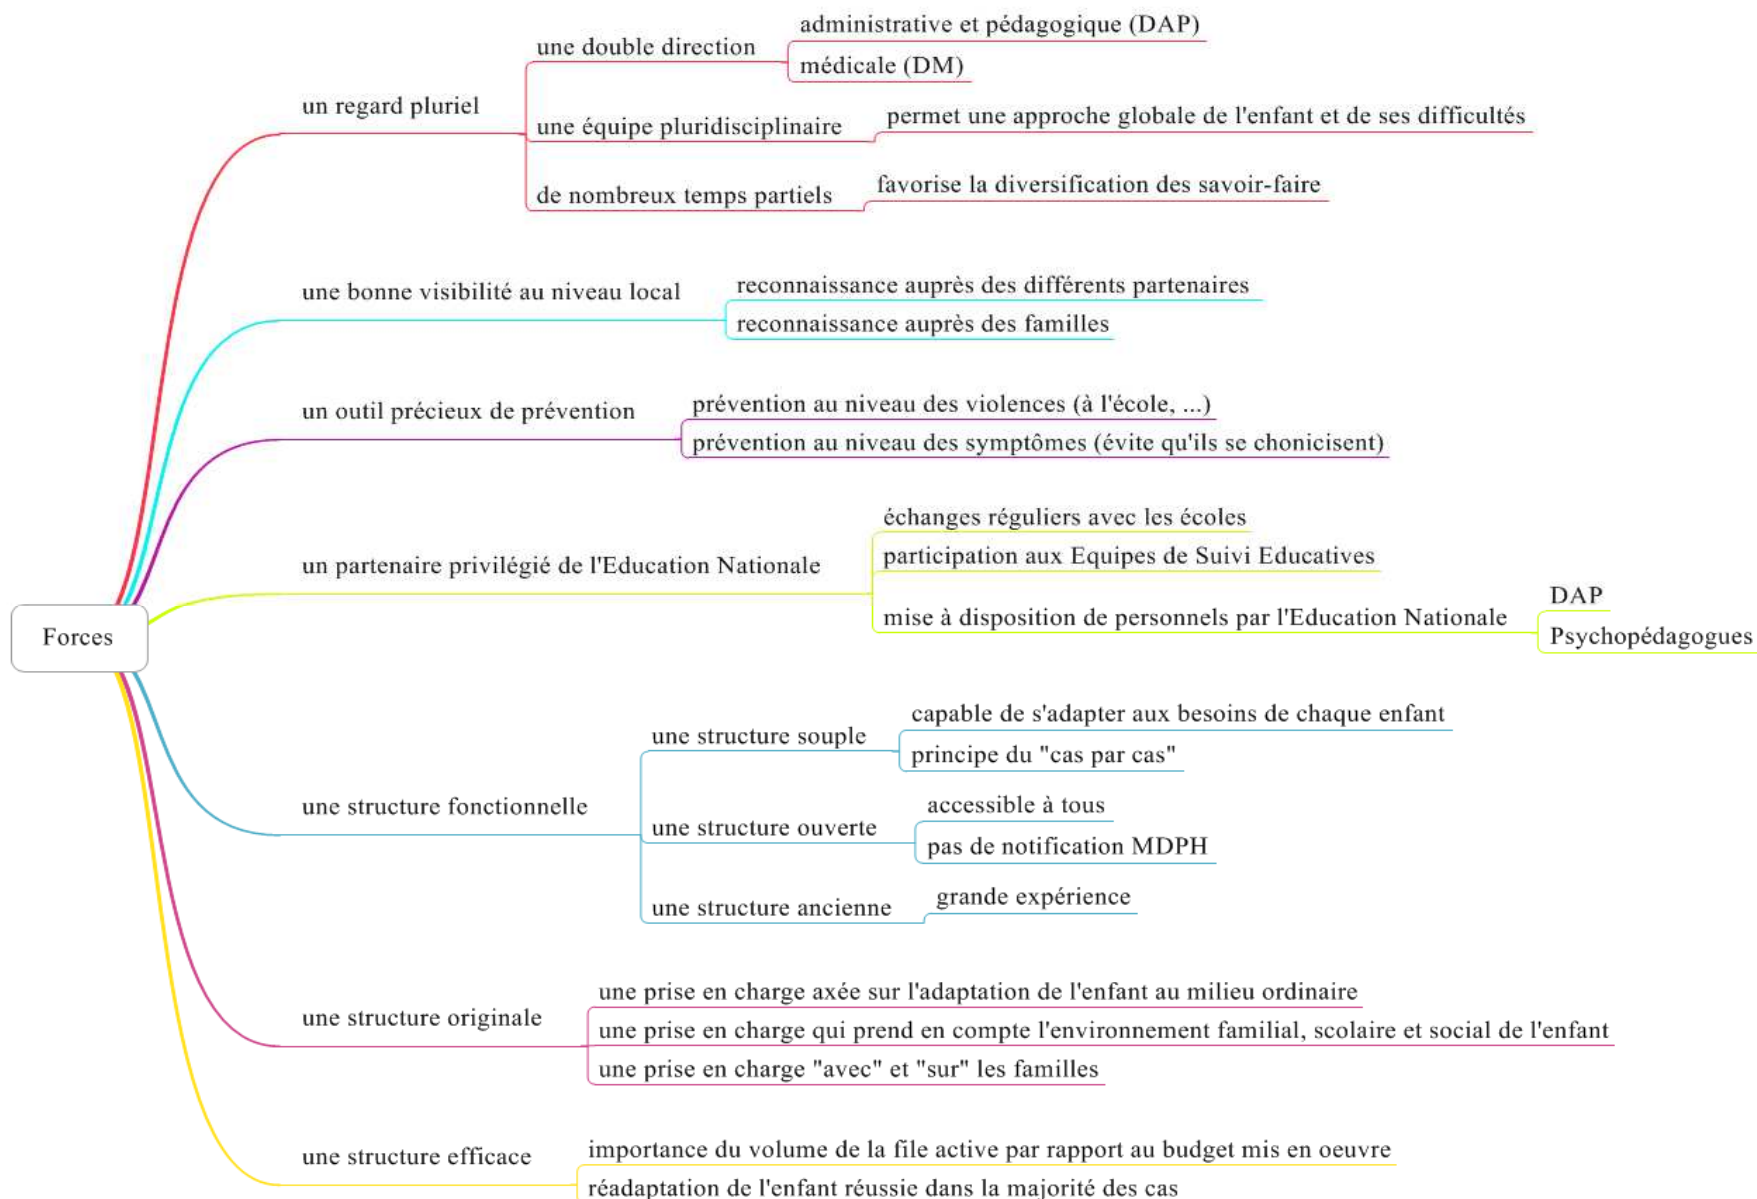 Forces
un regard pluriel
une double direction
administrative et pédagogique (DAP)
médicale (DM)
une équipe pluridisciplinaire
permet une approche globale de l'enfant et de ses difficultés
de nombreux temps partiels
favorise la diversification des savoir-faire
une bonne visibilité au niveau local
reconnaissance auprès des différents partenaires
reconnaissance auprès des familles
un outil précieux de prévention
prévention au niveau des violences (à l'école, ...)
prévention au niveau des symptômes (évite qu'ils se chonicisent)
un partenaire privilégié de l'Education Nationale
échanges réguliers avec les écoles
participation aux Equipes de Suivi Educatives
mise à disposition de personnels par l'Education Nationale
DAP
Psychopédagogues
une structure fonctionnelle
une structure souple
capable de s'adapter aux besoins de chaque enfant
principe du "cas par cas"
une structure ouverte
accessible à tous
pas de notification MDPH
une structure ancienne
grande expérience
une structure originale
une prise en charge axée sur l'adaptation de l'enfant au milieu ordinaire
une prise en charge qui prend en compte l'environnement familial, scolaire et social de l'enfant
une prise en charge "avec" et "sur" les familles
une structure efficace
importance du volume de la file active par rapport au budget mis en oeuvre
réadaptation de l'enfant réussie dans la majorité des cas